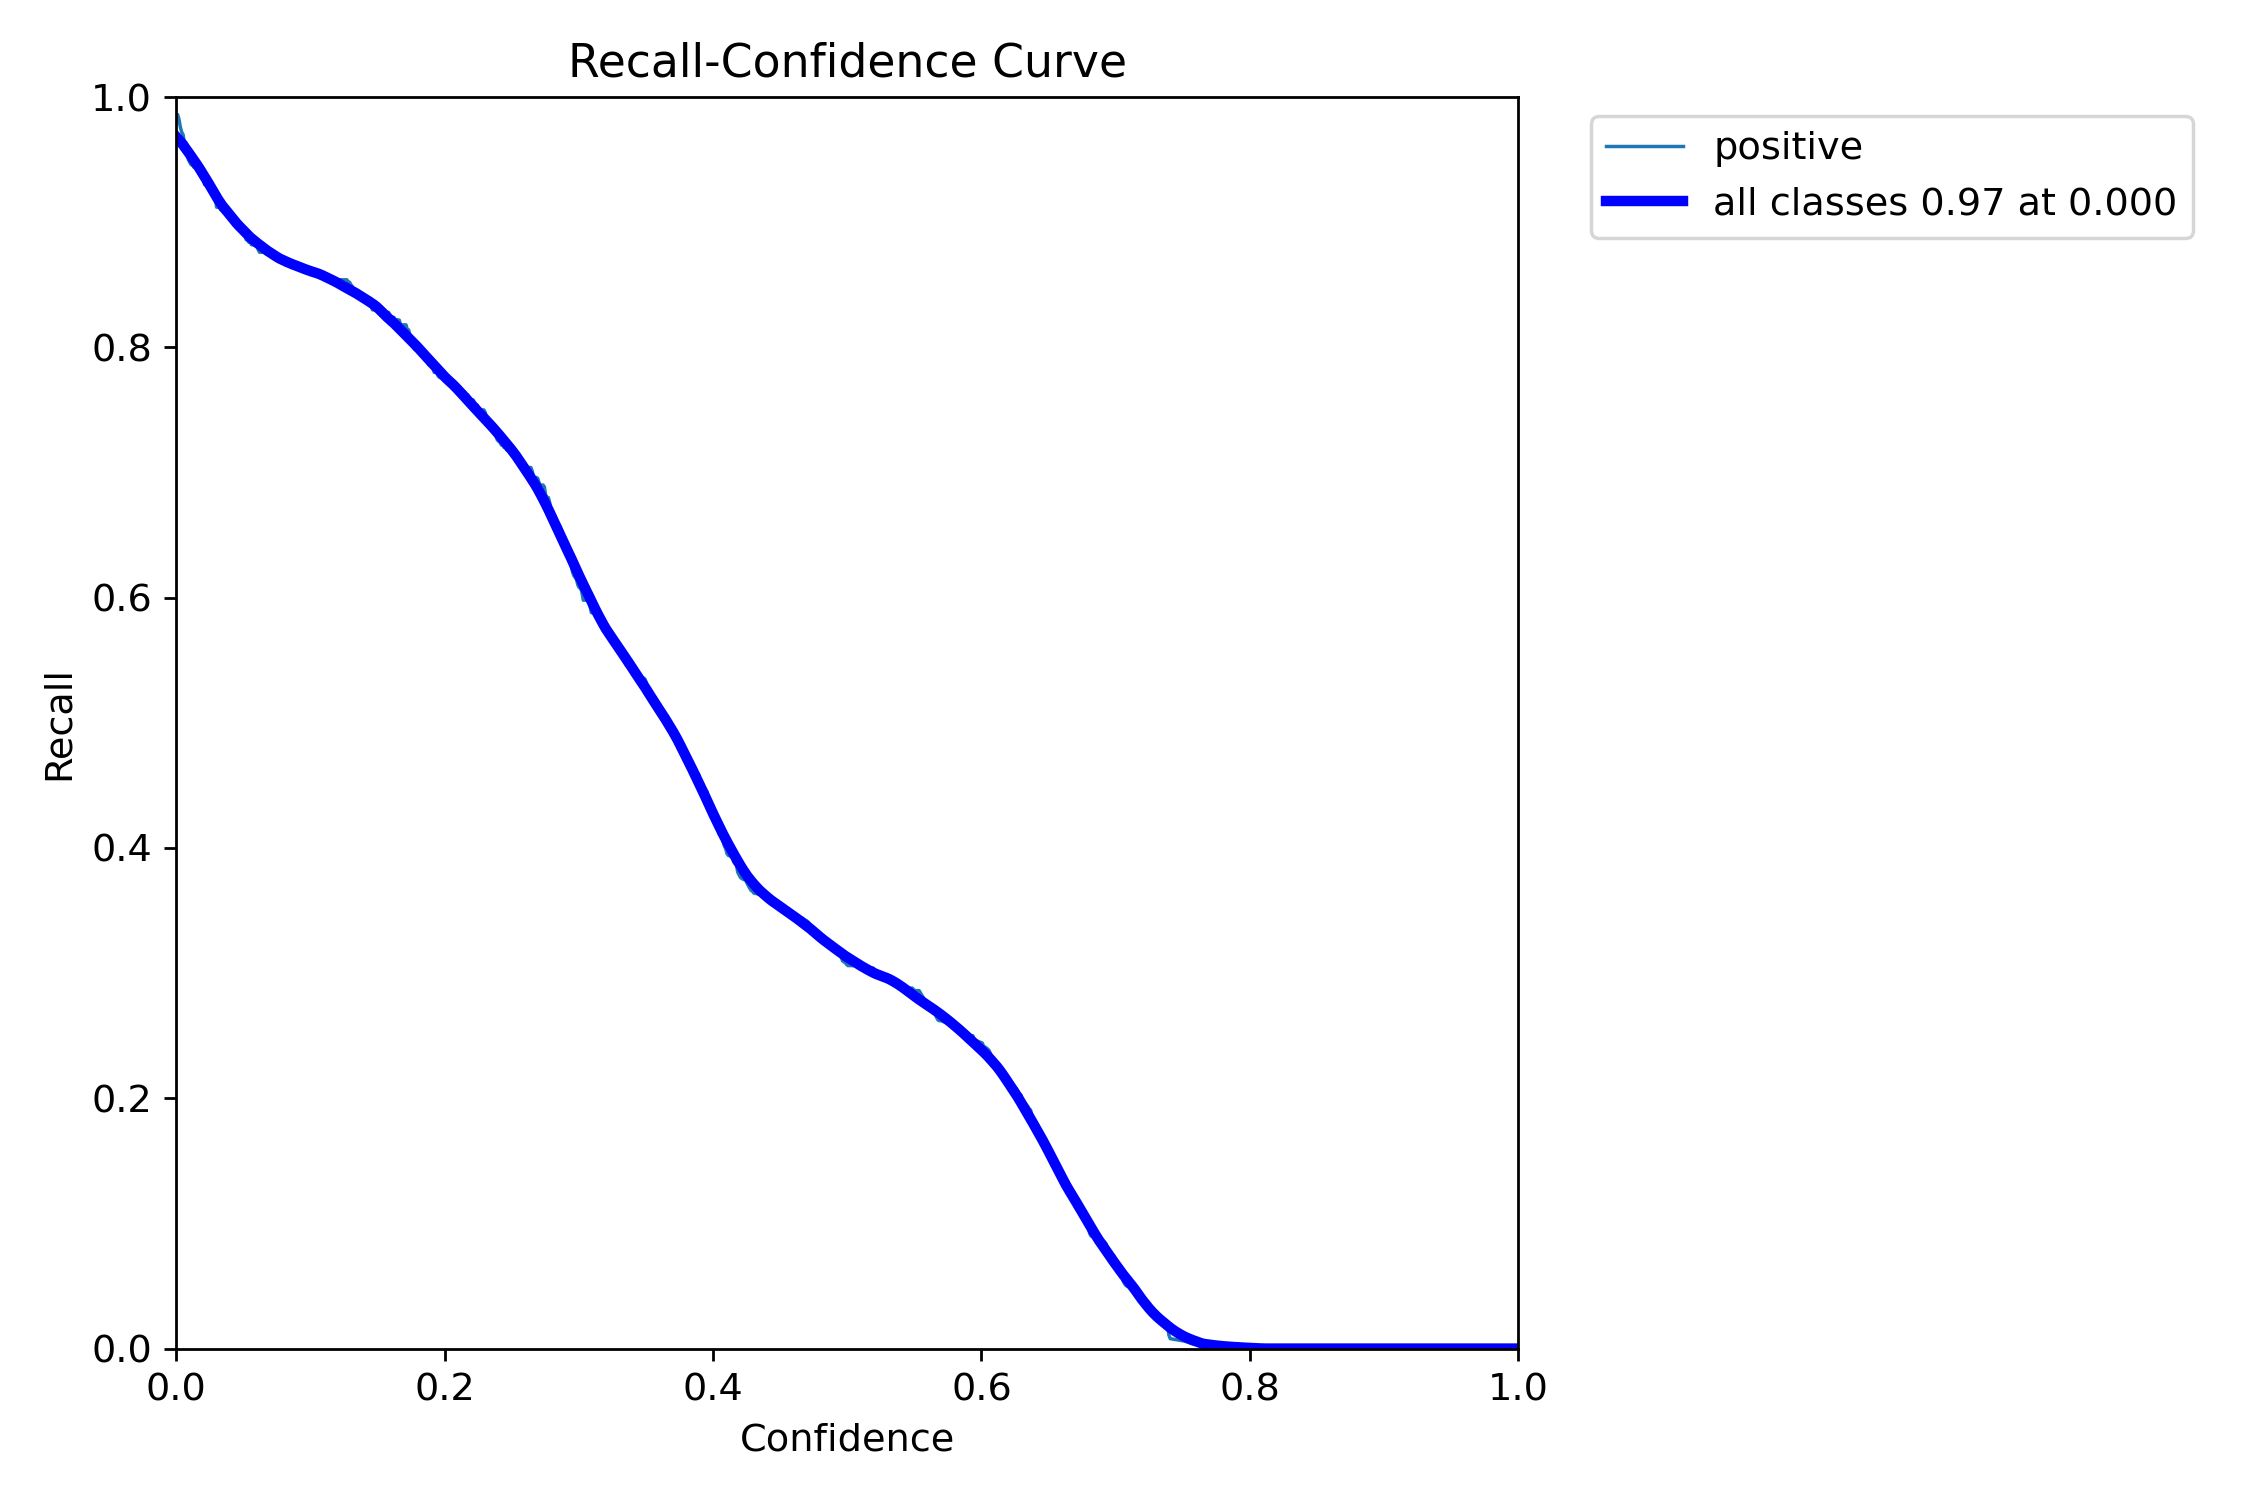 Recall-Confidence Curve
1.0
0.8
0.6
0.4
0.2
0.0
Recall
0.0 0.2 0.4 0.6 0.8 1.0
Confidence
positive
all classes 0.97 at 0.000